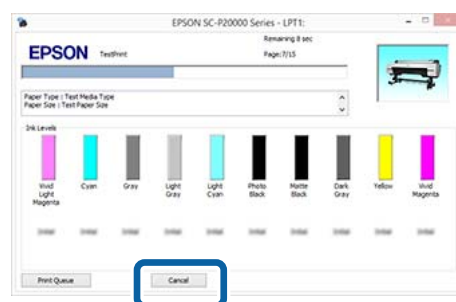 EPSON SC-P20000 Series - LPT1:
EPSON TestPrint
Remaining 8 sec
Page:7/15
Paper Type : Test Media Type
Paper Size : Test Paper Size
Ink Levels
Vivid Light Magenta
Cyan
Gray
Light Gray
Light Cyan
Photo Black
Matte Black
Dark Gray
Yellow
Vivid Magenta
Print Queue
Cancel